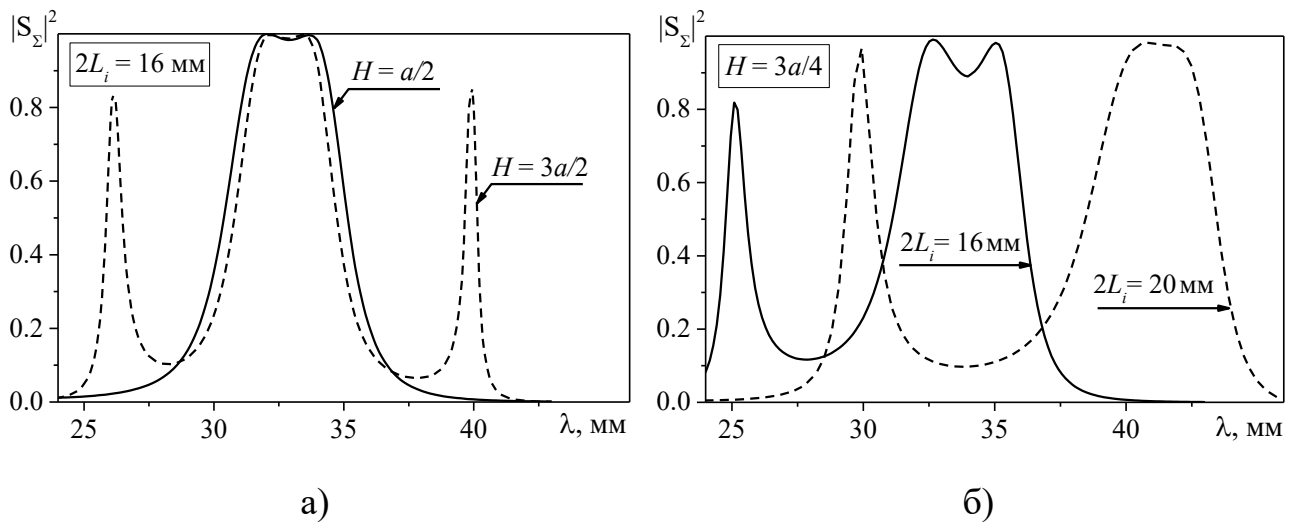 |S_Σ|²
2L_i = 16 мм
H = a/2
H = 3a/2
0.8
0.6
0.4
0.2
0.0
25 30 35 40 λ, мм
а)
|S_Σ|²
H = 3a/4
2L_i = 16 мм
2L_i = 20 мм
0.8
0.6
0.4
0.2
0.0
25 30 35 40 λ, мм
б)